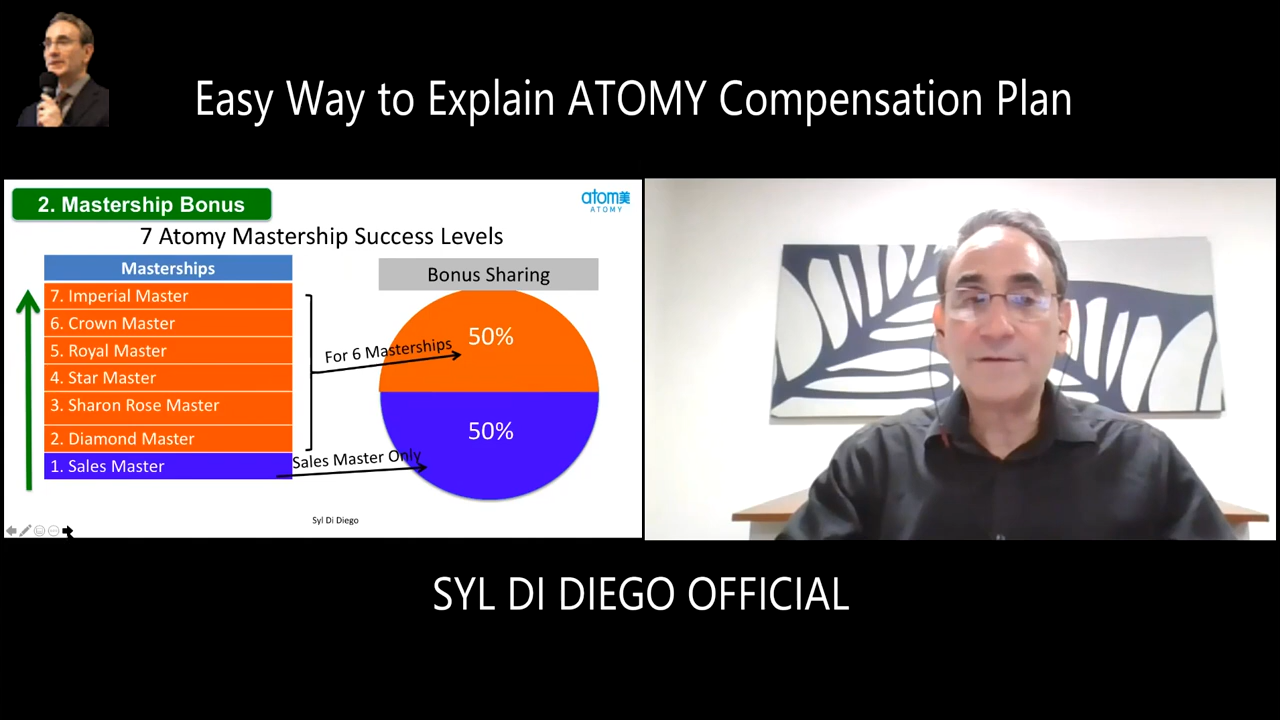 Easy Way to Explain ATOMY Compensation Plan
2. Mastership Bonus
atom美
ATOMY
7 Atomy Mastership Success Levels
Masterships
7. Imperial Master
6. Crown Master
5. Royal Master
4. Star Master
3. Sharon Rose Master
2. Diamond Master
1. Sales Master
For 6 Masterships
Sales Master Only
Bonus Sharing
50%
50%
Syl Di Diego
SYL DI DIEGO OFFICIAL